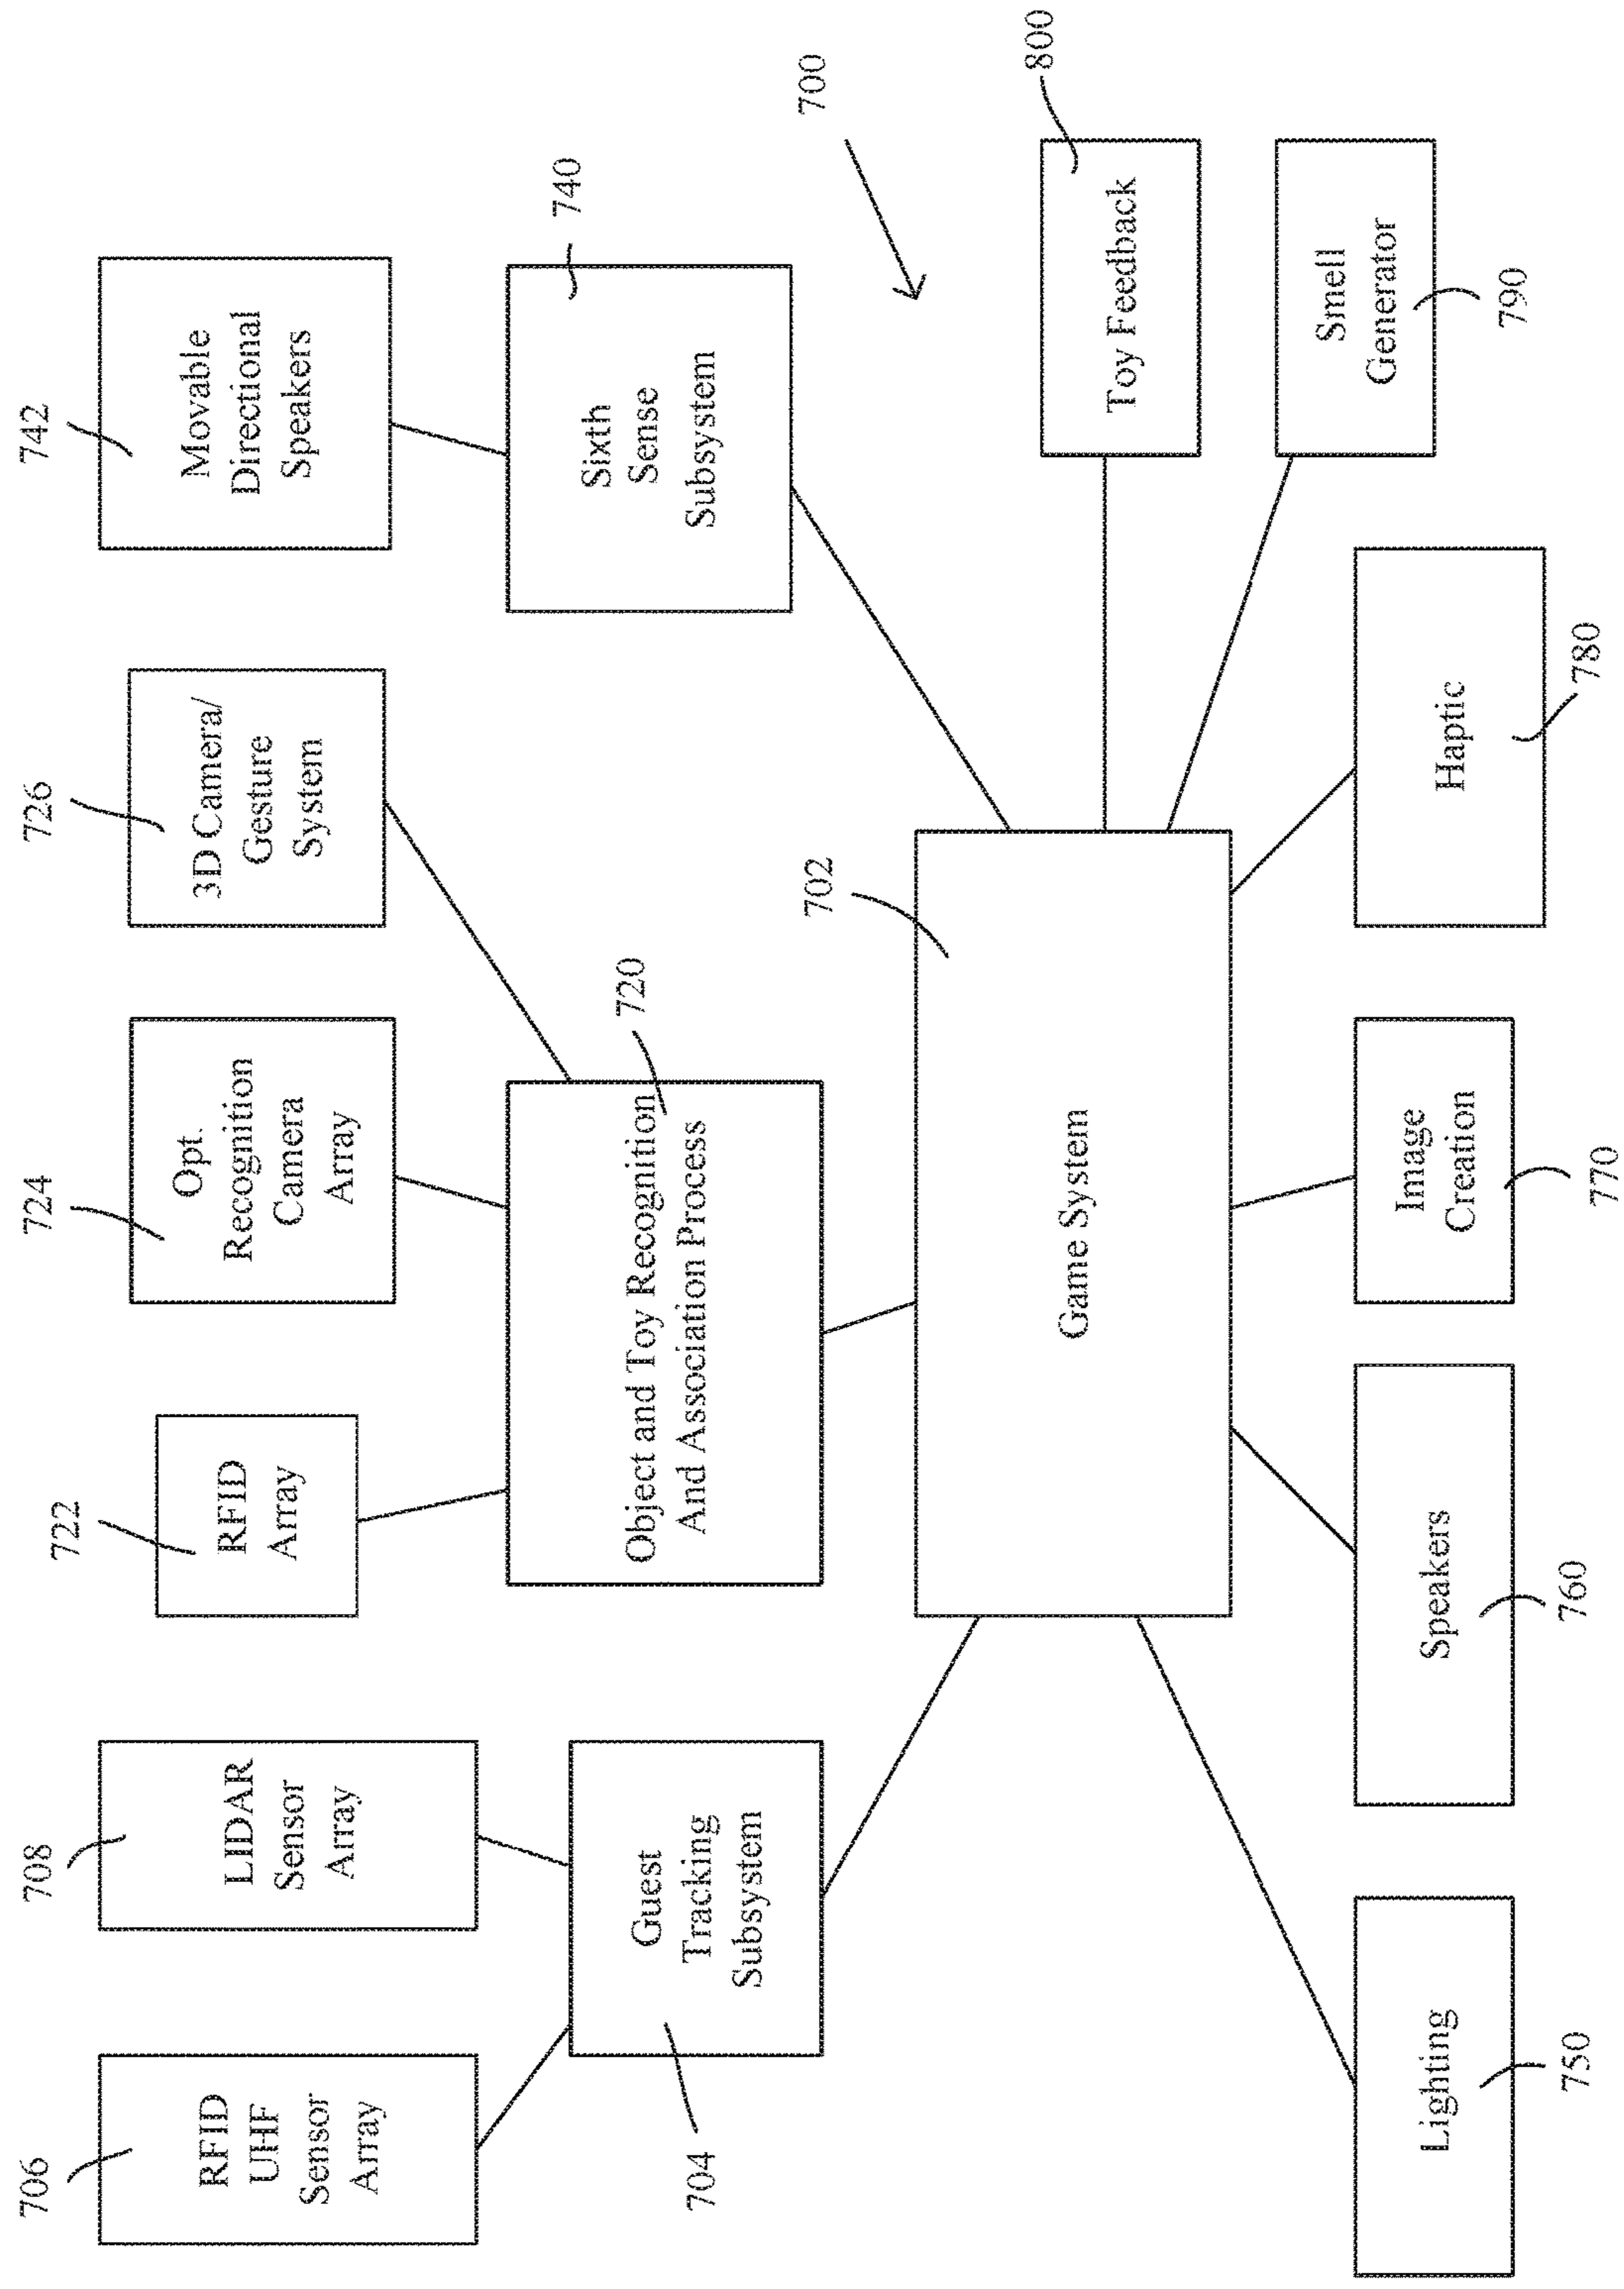 706
RFID
UHF
Sensor
Array
708
LIDAR
Sensor
Array
722
RFID
Array
724
Opt.
Recognition
Camera
Array
726
3D Camera/
Gesture
System
742
Movable
Directional
Speakers
704
Guest
Tracking
Subsystem
720
Object and Toy Recognition
And Association Process
740
Sixth
Sense
Subsystem
700
702
Game System
800
Toy Feedback
Smell
Generator
790
Lighting
750
Speakers
760
Image
Creation
770
Haptic
780